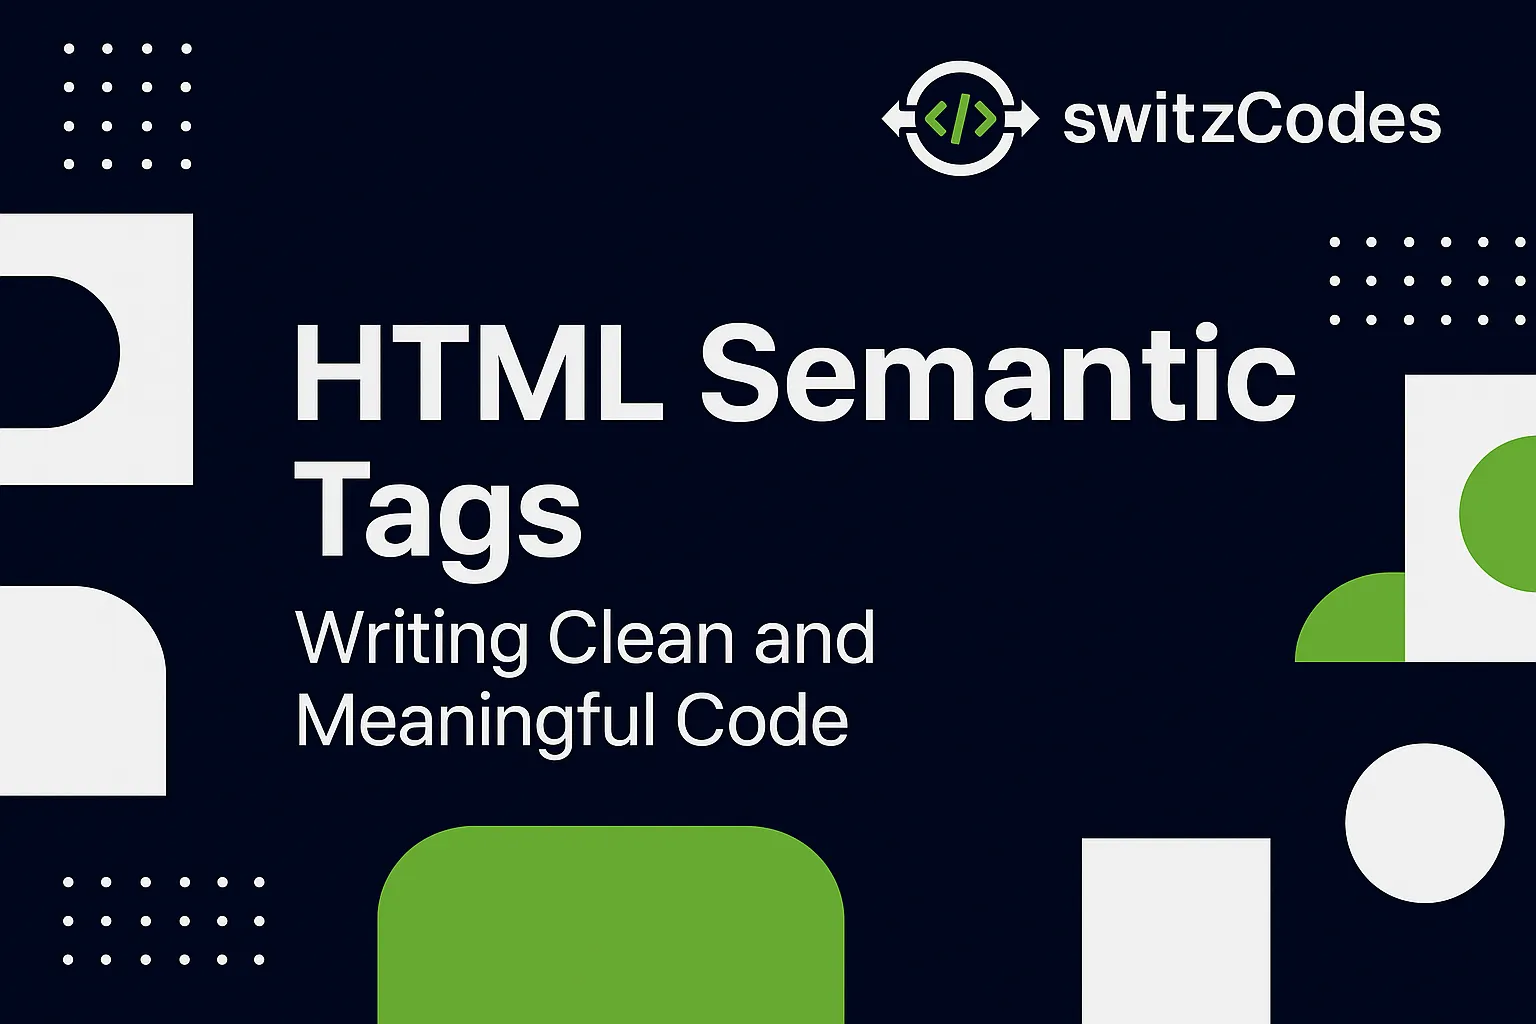 </> switzCodes
HTML Semantic
Tags
Writing Clean and
Meaningful Code